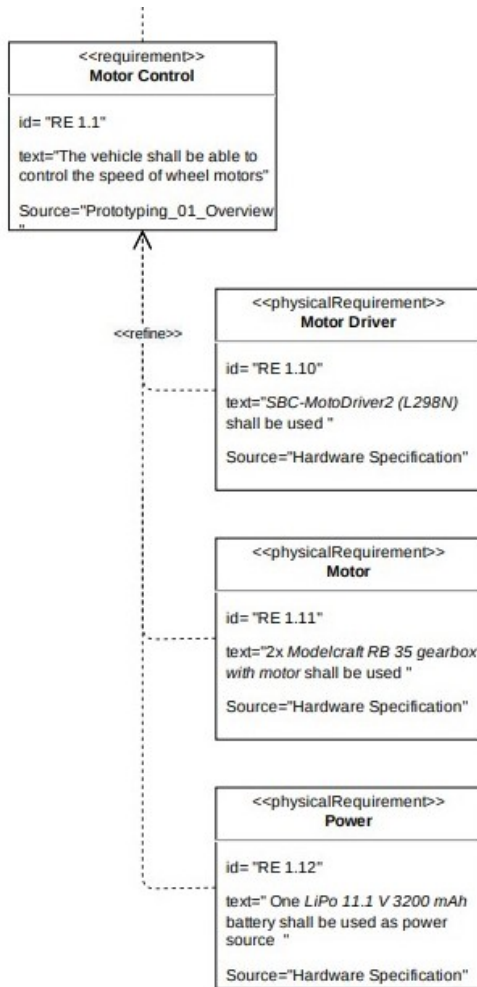 <<requirement>>
Motor Control
id= "RE 1.1"
text="The vehicle shall be able to
control the speed of wheel motors"
Source="Prototyping_01_Overview
"
<<refine>>
<<physicalRequirement>>
Motor Driver
id= "RE 1.10"
text="SBC-MotoDriver2 (L298N)
shall be used "
Source="Hardware Specification"
<<physicalRequirement>>
Motor
id= "RE 1.11"
text="2x Modelcraft RB 35 gearbox
with motor shall be used "
Source="Hardware Specification"
<<physicalRequirement>>
Power
id= "RE 1.12"
text=" One LiPo 11.1 V 3200 mAh
battery shall be used as power
source  "
Source="Hardware Specification"